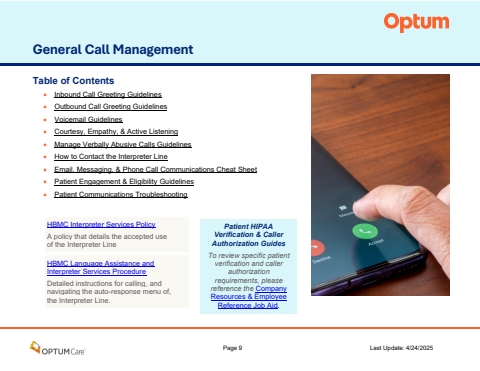 Optum
General Call Management
Table of Contents
• Inbound Call Greeting Guidelines
• Outbound Call Greeting Guidelines
• Voicemail Guidelines
• Courtesy, Empathy, & Active Listening
• Manage Verbally Abusive Calls Guidelines
• How to Contact the Interpreter Line
• Email, Messaging, & Phone Call Communications Cheat Sheet
• Patient Engagement & Eligibility Guidelines
• Patient Communications Troubleshooting
HBMC Interpreter Services Policy
A policy that details the accepted use
of the Interpreter Line
HBMC Language Assistance and
Interpreter Services Procedure
Detailed instructions for calling, and
navigating the auto-response menu of,
the Interpreter Line.
Patient HIPAA
Verification & Caller
Authorization Guides
To review specific patient
verification and caller
authorization
requirements, please
reference the Company
Resources & Employee
Reference Job Aid.
Accept
Decline
OPTUMCare
Page 9
Last Update: 4/24/2025